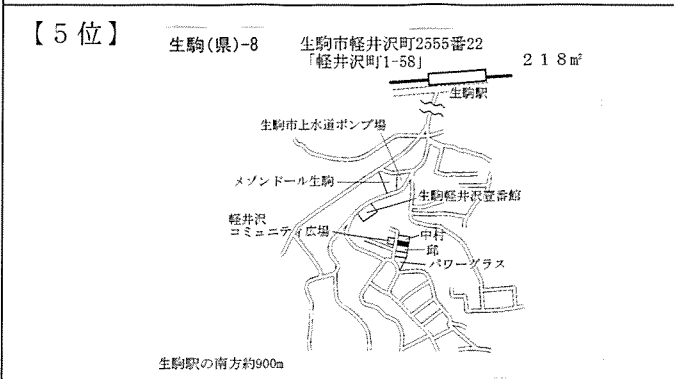 【5位】
生駒(県)-8
生駒市軽井沢町2555番22
「軽井沢町1-58」
218㎡
生駒駅
生駒市上水道ポンプ場
メゾンドール生駒
生駒軽井沢壹番館
軽井沢
コミュニティ広場
中村
邸
パワーグラス
生駒駅の南方約900m